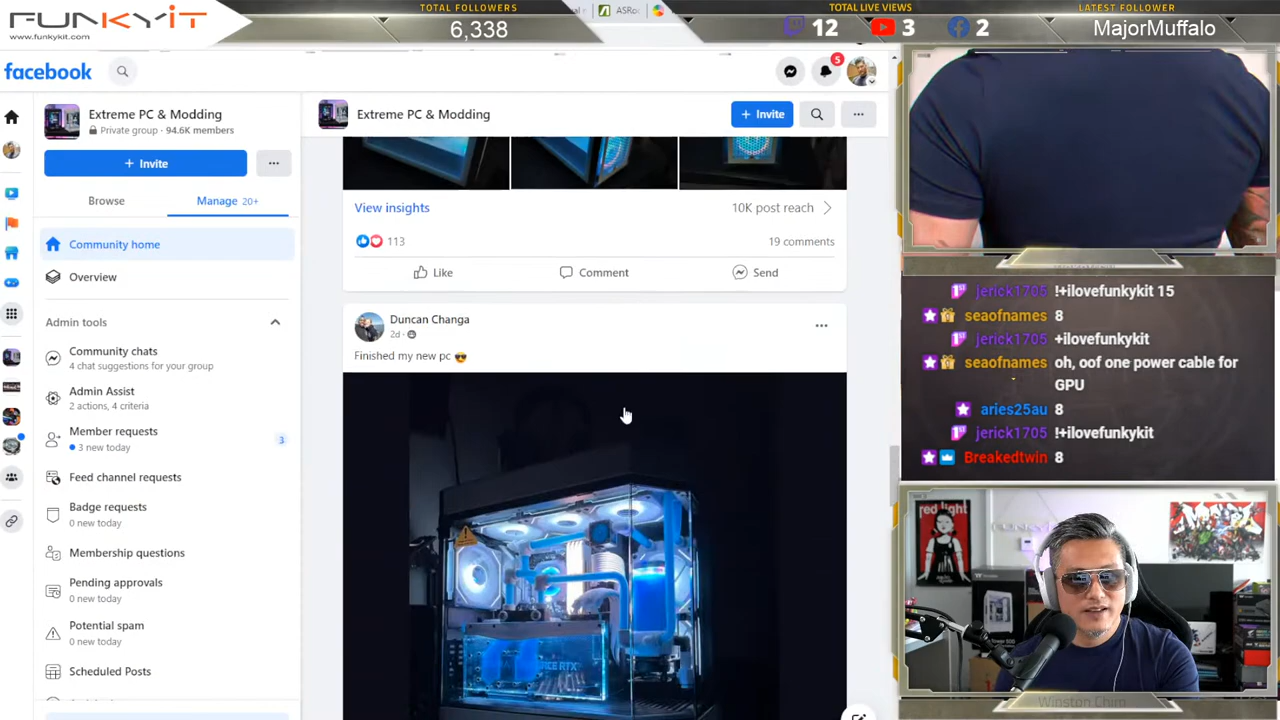 FUNKYIT
www.funkykit.com
TOTAL FOLLOWERS
6,338
ASRo
TOTAL LIVE VIEWS
12 3 2
LATEST FOLLOWER
MajorMuffalo
facebook
5
Extreme PC & Modding
Private group · 94.6K members
+ Invite
...
Browse
Manage 20+
Community home
Overview
Admin tools
Community chats
4 chat suggestions for your group
Admin Assist
2 actions, 4 criteria
Member requests
3 new today
3
Feed channel requests
Badge requests
0 new today
Membership questions
Pending approvals
0 new today
Potential spam
0 new today
Scheduled Posts
Extreme PC & Modding
+ Invite
...
View insights
10K post reach
113
19 comments
Like
Comment
Send
Duncan Changa
...
2d ·
Finished my new pc 😎
jerick1705 !+ilovefunkykit 15
seaofnames 8
jerick1705 +ilovefunkykit
seaofnames oh, oof one power cable for
GPU
aries25au 8
jerick1705 !+ilovefunkykit
Breakedtwin 8
red light
Winston Chim